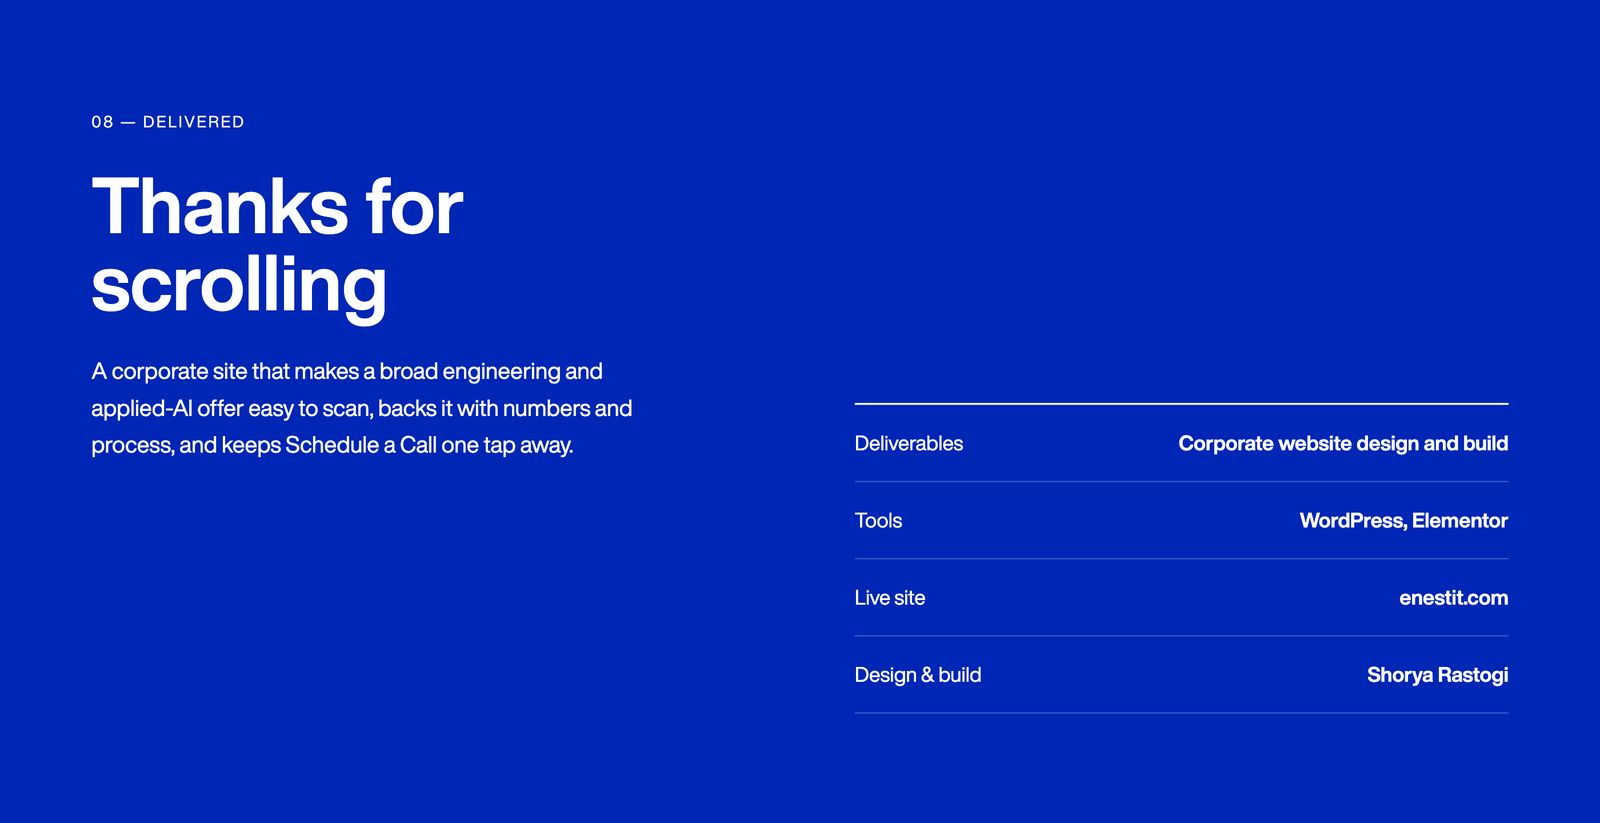 08 — DELIVERED
Thanks for
scrolling
A corporate site that makes a broad engineering and
applied-AI offer easy to scan, backs it with numbers and
process, and keeps Schedule a Call one tap away.
Deliverables Corporate website design and build
Tools WordPress, Elementor
Live site enestit.com
Design & build Shorya Rastogi